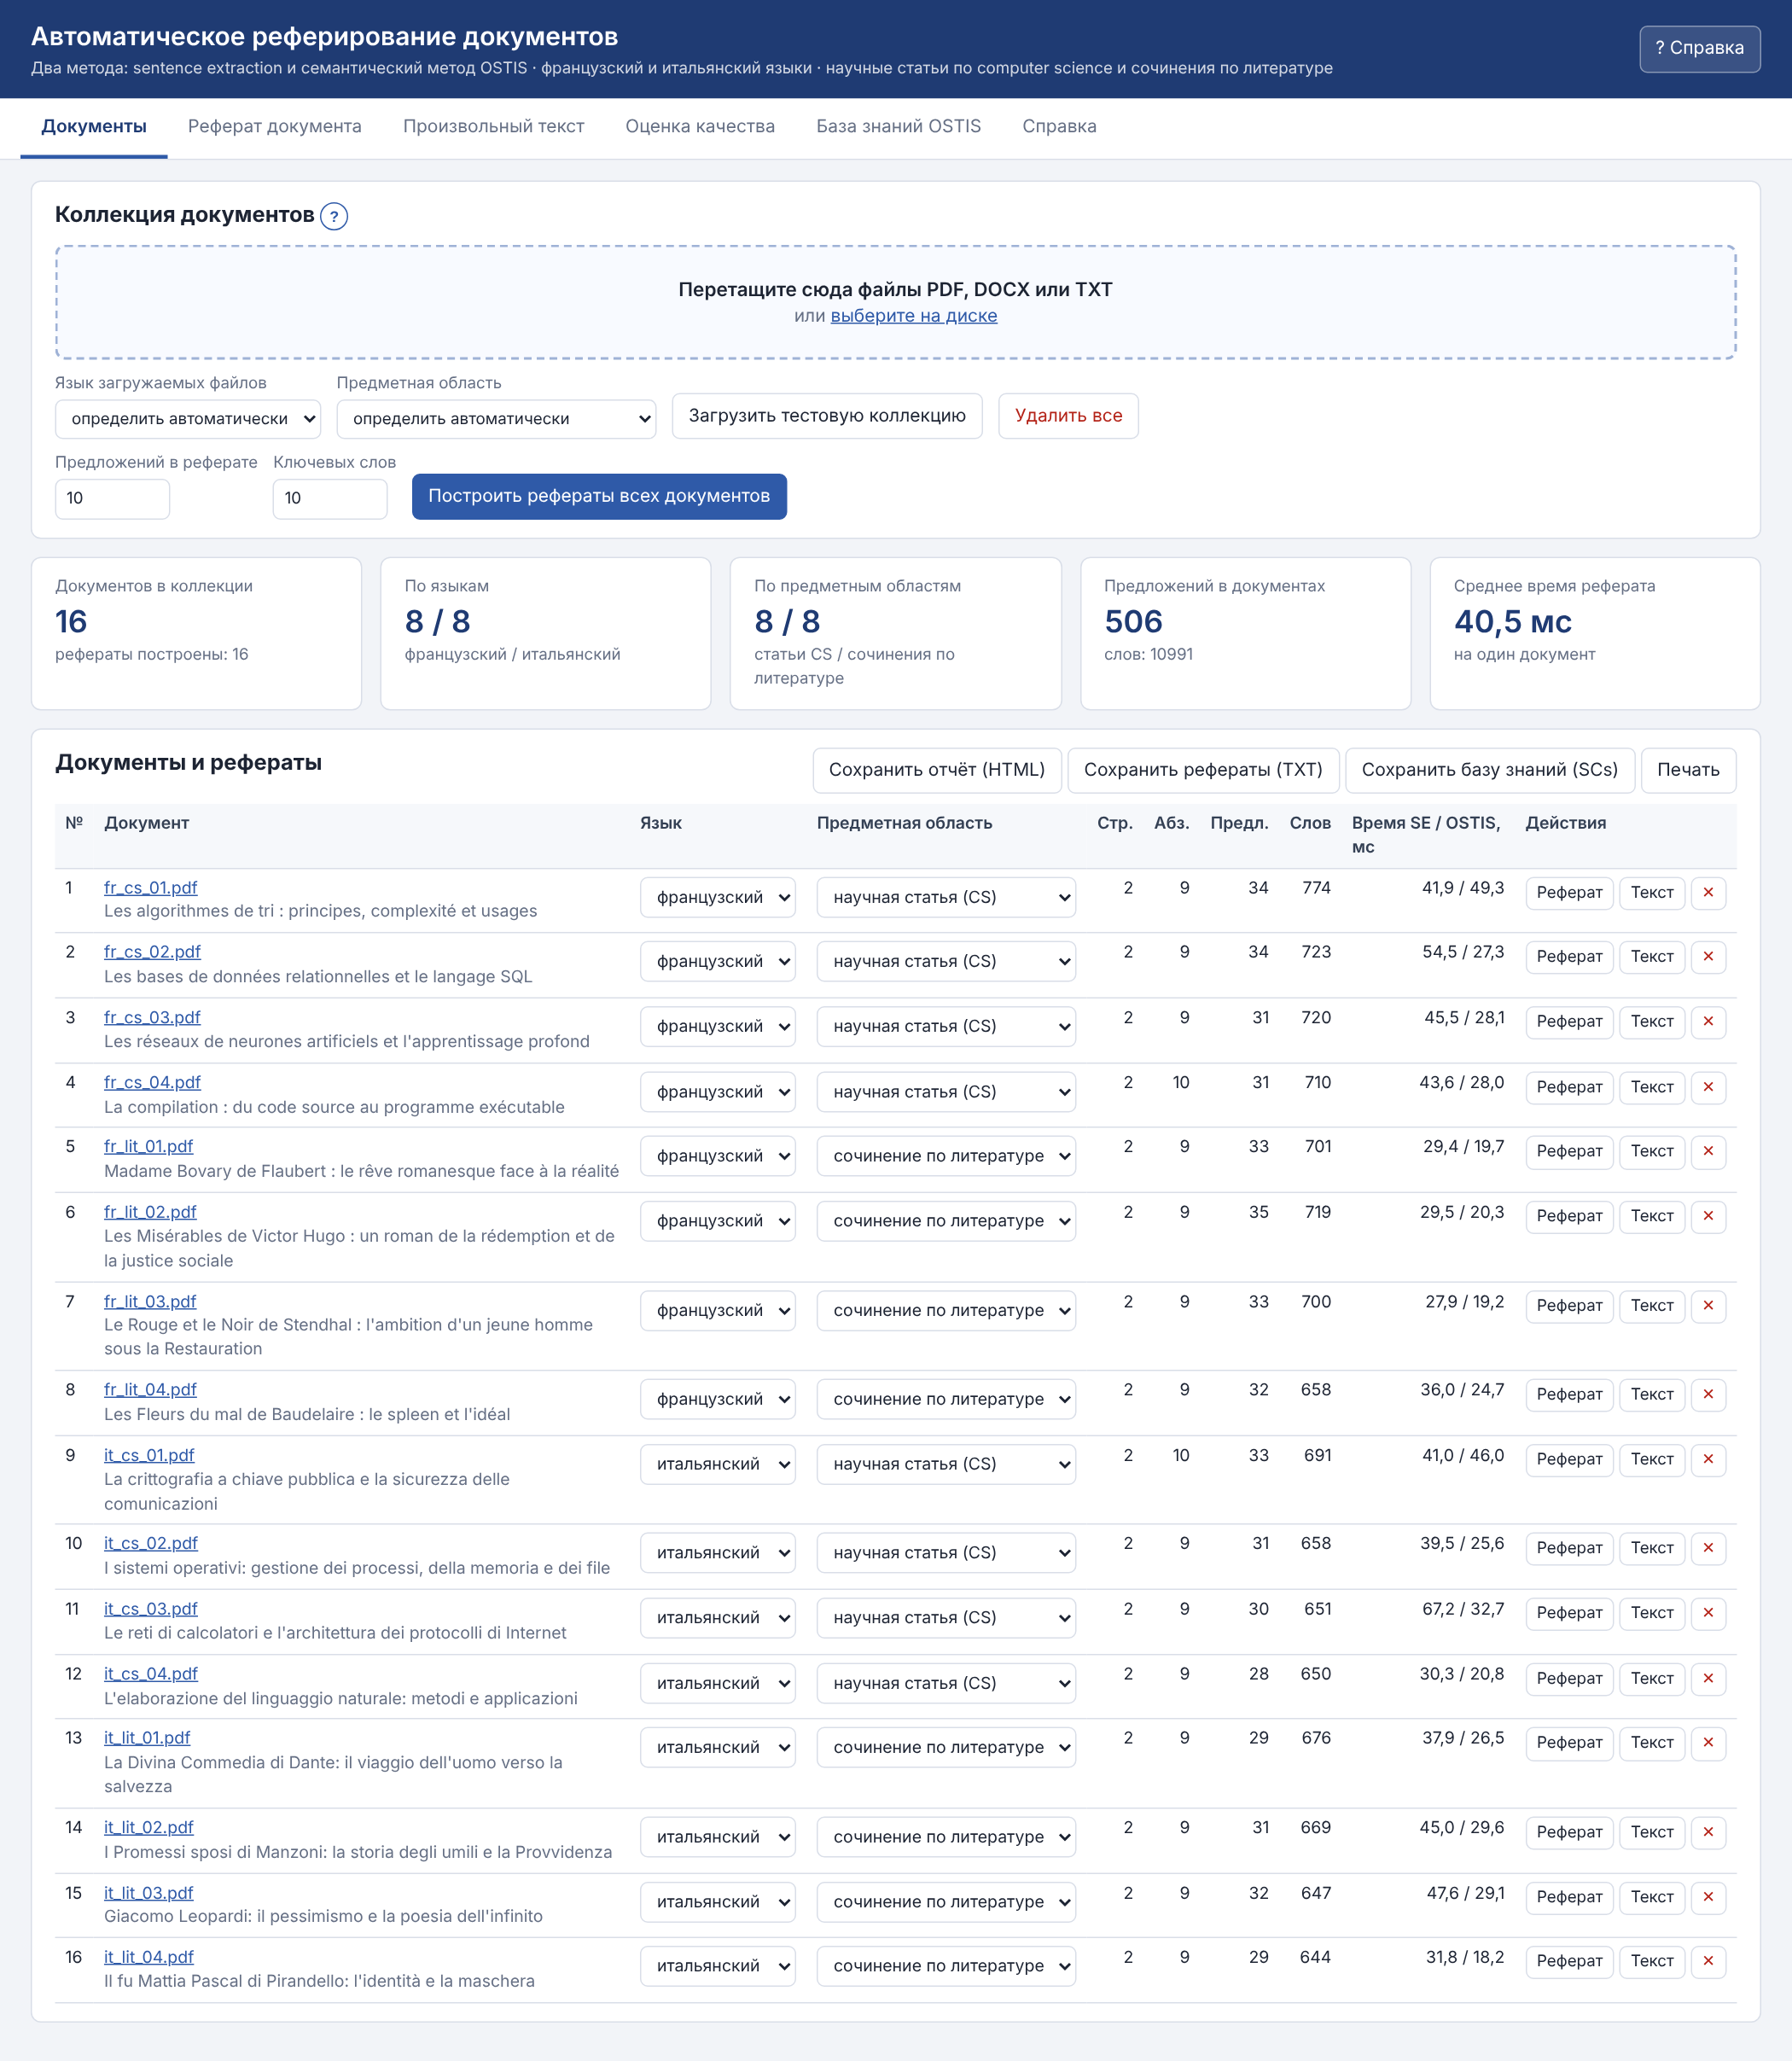 Автоматическое реферирование документов
Два метода: sentence extraction и семантический метод OSTIS · французский и итальянский языки · научные статьи по computer science и сочинения по литературе
? Справка
Документы Реферат документа Произвольный текст Оценка качества База знаний OSTIS Справка
Коллекция документов ?
Перетащите сюда файлы PDF, DOCX или TXT
или выберите на диске
Язык загружаемых файлов Предметная область
определить автоматически определить автоматически Загрузить тестовую коллекцию Удалить все
Предложений в реферате Ключевых слов
10 10 Построить рефераты всех документов
Документов в коллекции
16
рефераты построены: 16
По языкам
8 / 8
французский / итальянский
По предметным областям
8 / 8
статьи CS / сочинения по
литературе
Предложений в документах
506
слов: 10991
Среднее время реферата
40,5 мс
на один документ
Документы и рефераты Сохранить отчёт (HTML) Сохранить рефераты (TXT) Сохранить базу знаний (SCs) Печать
№ Документ Язык Предметная область Стр. Абз. Предл. Слов Время SE / OSTIS, Действия
мс
1 fr_cs_01.pdf французский научная статья (CS) 2 9 34 774 41,9 / 49,3 Реферат Текст ×
Les algorithmes de tri : principes, complexité et usages
2 fr_cs_02.pdf французский научная статья (CS) 2 9 34 723 54,5 / 27,3 Реферат Текст ×
Les bases de données relationnelles et le langage SQL
3 fr_cs_03.pdf французский научная статья (CS) 2 9 31 720 45,5 / 28,1 Реферат Текст ×
Les réseaux de neurones artificiels et l'apprentissage profond
4 fr_cs_04.pdf французский научная статья (CS) 2 10 31 710 43,6 / 28,0 Реферат Текст ×
La compilation : du code source au programme exécutable
5 fr_lit_01.pdf французский сочинение по литературе 2 9 33 701 29,4 / 19,7 Реферат Текст ×
Madame Bovary de Flaubert : le rêve romanesque face à la réalité
6 fr_lit_02.pdf французский сочинение по литературе 2 9 35 719 29,5 / 20,3 Реферат Текст ×
Les Misérables de Victor Hugo : un roman de la rédemption et de
la justice sociale
7 fr_lit_03.pdf французский сочинение по литературе 2 9 33 700 27,9 / 19,2 Реферат Текст ×
Le Rouge et le Noir de Stendhal : l'ambition d'un jeune homme
sous la Restauration
8 fr_lit_04.pdf французский сочинение по литературе 2 9 32 658 36,0 / 24,7 Реферат Текст ×
Les Fleurs du mal de Baudelaire : le spleen et l'idéal
9 it_cs_01.pdf итальянский научная статья (CS) 2 10 33 691 41,0 / 46,0 Реферат Текст ×
La crittografia a chiave pubblica e la sicurezza delle
comunicazioni
10 it_cs_02.pdf итальянский научная статья (CS) 2 9 31 658 39,5 / 25,6 Реферат Текст ×
I sistemi operativi: gestione dei processi, della memoria e dei file
11 it_cs_03.pdf итальянский научная статья (CS) 2 9 30 651 67,2 / 32,7 Реферат Текст ×
Le reti di calcolatori e l'architettura dei protocolli di Internet
12 it_cs_04.pdf итальянский научная статья (CS) 2 9 28 650 30,3 / 20,8 Реферат Текст ×
L'elaborazione del linguaggio naturale: metodi e applicazioni
13 it_lit_01.pdf итальянский сочинение по литературе 2 9 29 676 37,9 / 26,5 Реферат Текст ×
La Divina Commedia di Dante: il viaggio dell'uomo verso la
salvezza
14 it_lit_02.pdf итальянский сочинение по литературе 2 9 31 669 45,0 / 29,6 Реферат Текст ×
I Promessi sposi di Manzoni: la storia degli umili e la Provvidenza
15 it_lit_03.pdf итальянский сочинение по литературе 2 9 32 647 47,6 / 29,1 Реферат Текст ×
Giacomo Leopardi: il pessimismo e la poesia dell'infinito
16 it_lit_04.pdf итальянский сочинение по литературе 2 9 29 644 31,8 / 18,2 Реферат Текст ×
Il fu Mattia Pascal di Pirandello: l'identità e la maschera